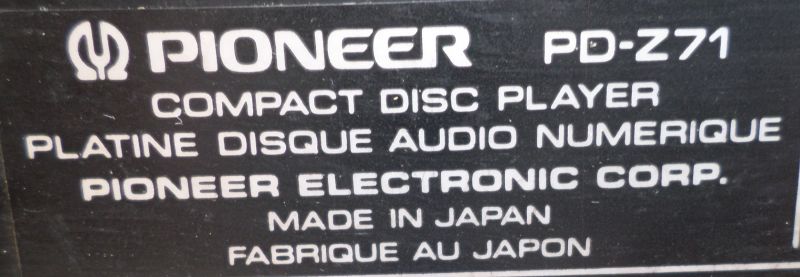 PIONEER PD-Z71
COMPACT DISC PLAYER
PLATINE DISQUE AUDIO NUMERIQUE
PIONEER ELECTRONIC CORP.
MADE IN JAPAN
FABRIQUE AU JAPON